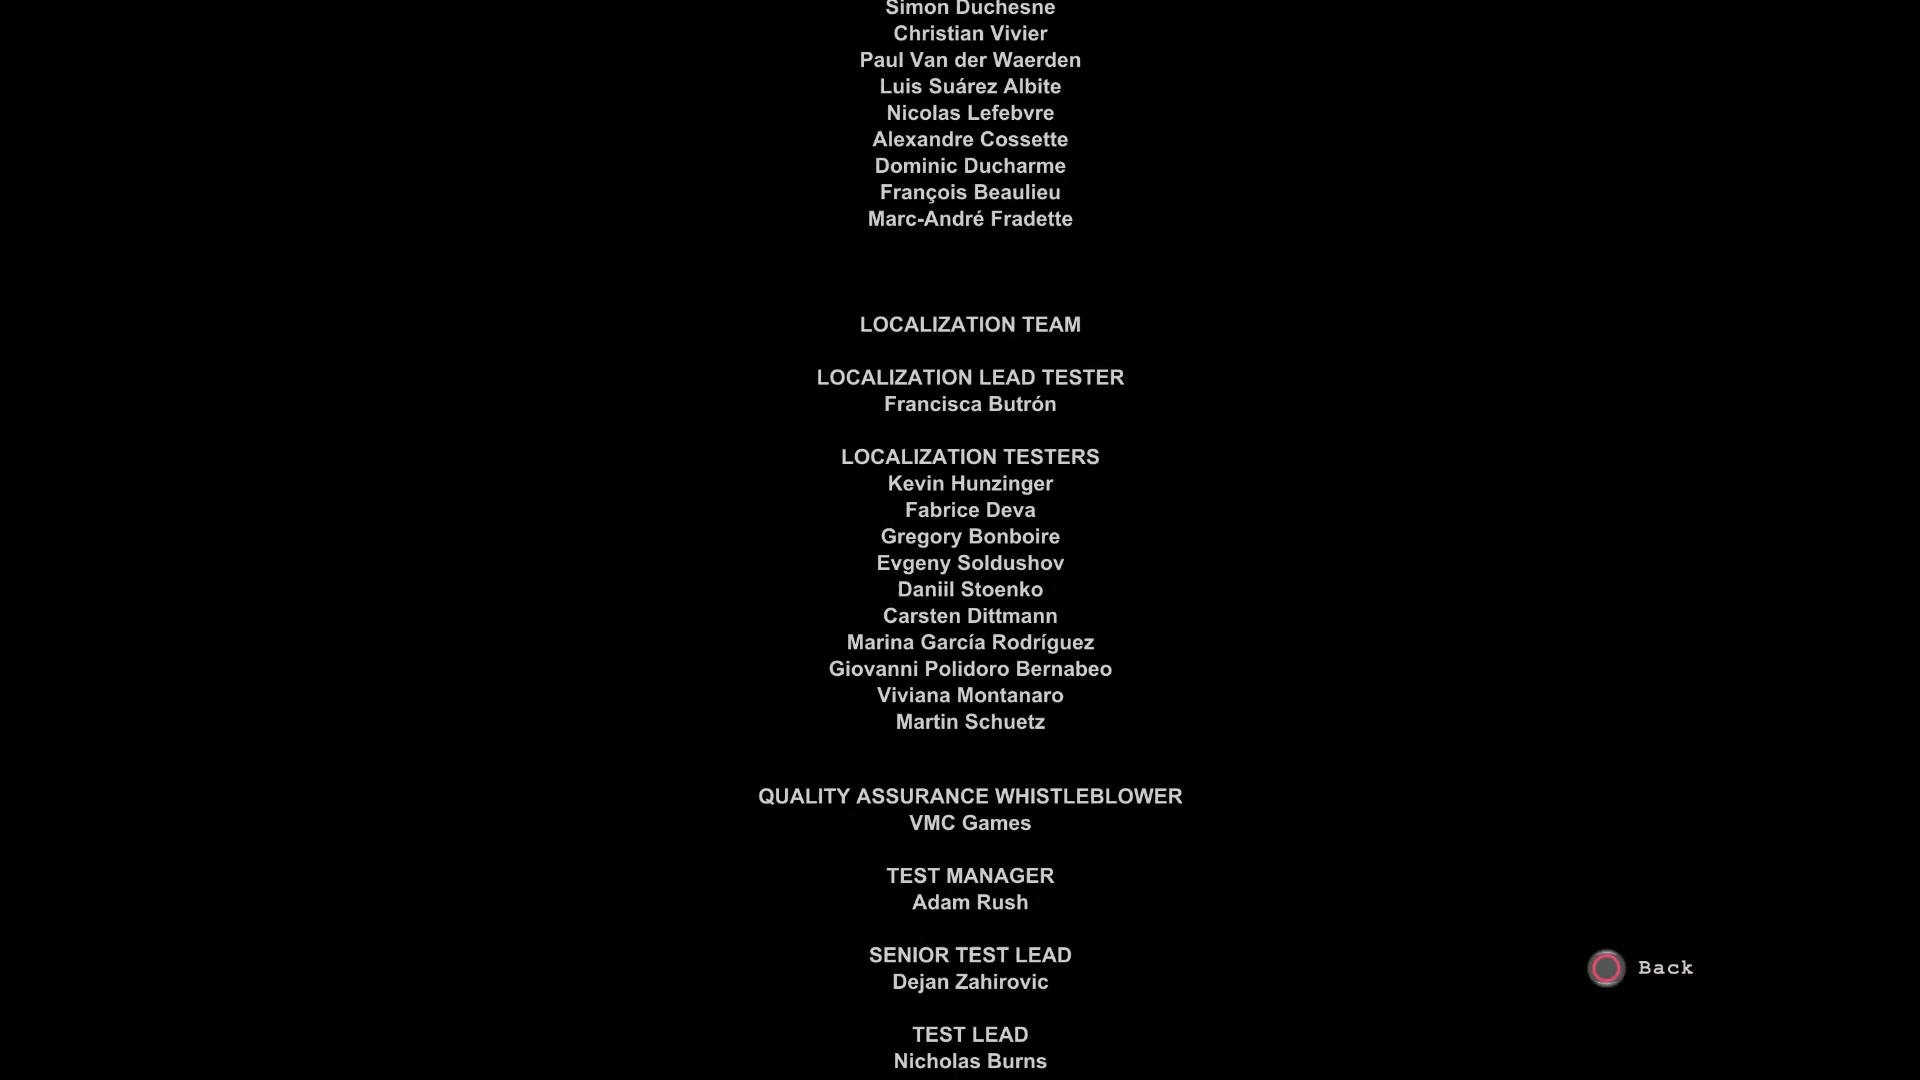 Simon Duchesne
Christian Vivier
Paul Van der Waerden
Luis Suárez Albite
Nicolas Lefebvre
Alexandre Cossette
Dominic Ducharme
François Beaulieu
Marc-André Fradette
LOCALIZATION TEAM
LOCALIZATION LEAD TESTER
Francisca Butrón
LOCALIZATION TESTERS
Kevin Hunzinger
Fabrice Deva
Gregory Bonboire
Evgeny Soldushov
Daniil Stoenko
Carsten Dittmann
Marina García Rodríguez
Giovanni Polidoro Bernabeo
Viviana Montanaro
Martin Schuetz
QUALITY ASSURANCE WHISTLEBLOWER
VMC Games
TEST MANAGER
Adam Rush
SENIOR TEST LEAD
Dejan Zahirovic
Back
TEST LEAD
Nicholas Burns